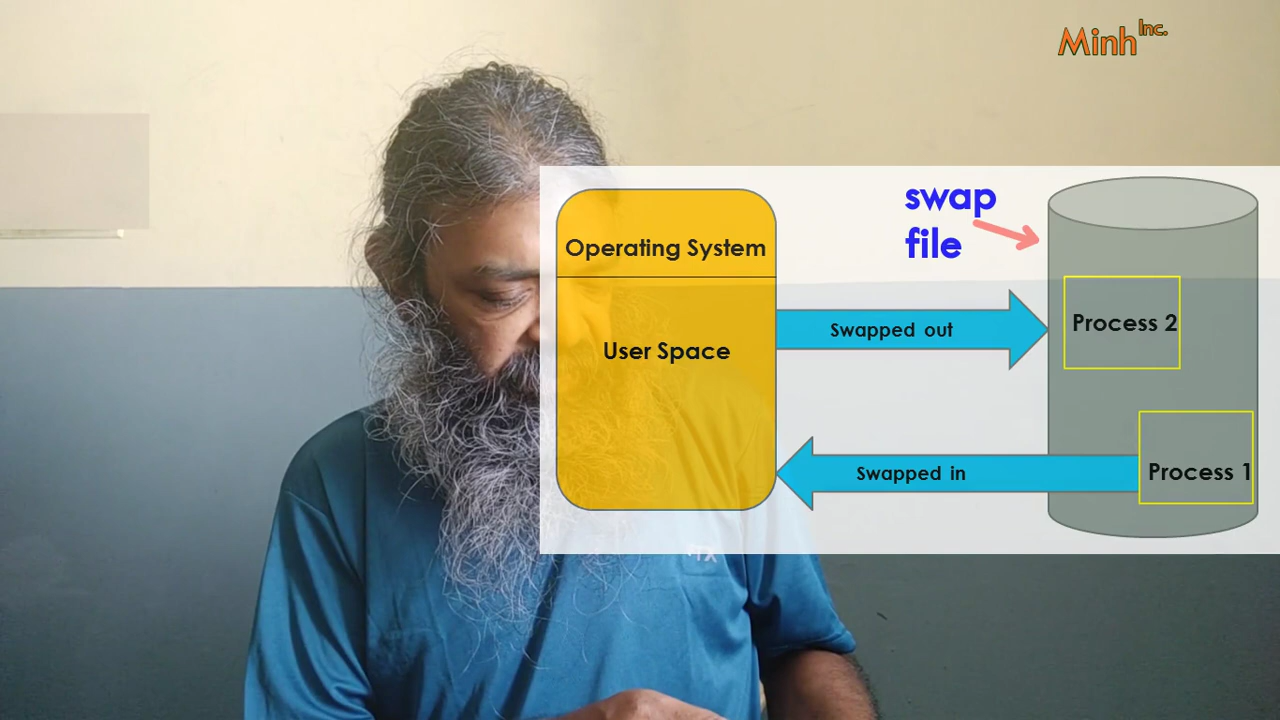 Minh Inc.
swap
file
Operating System
User Space
Swapped out
Process 2
Swapped in
Process 1